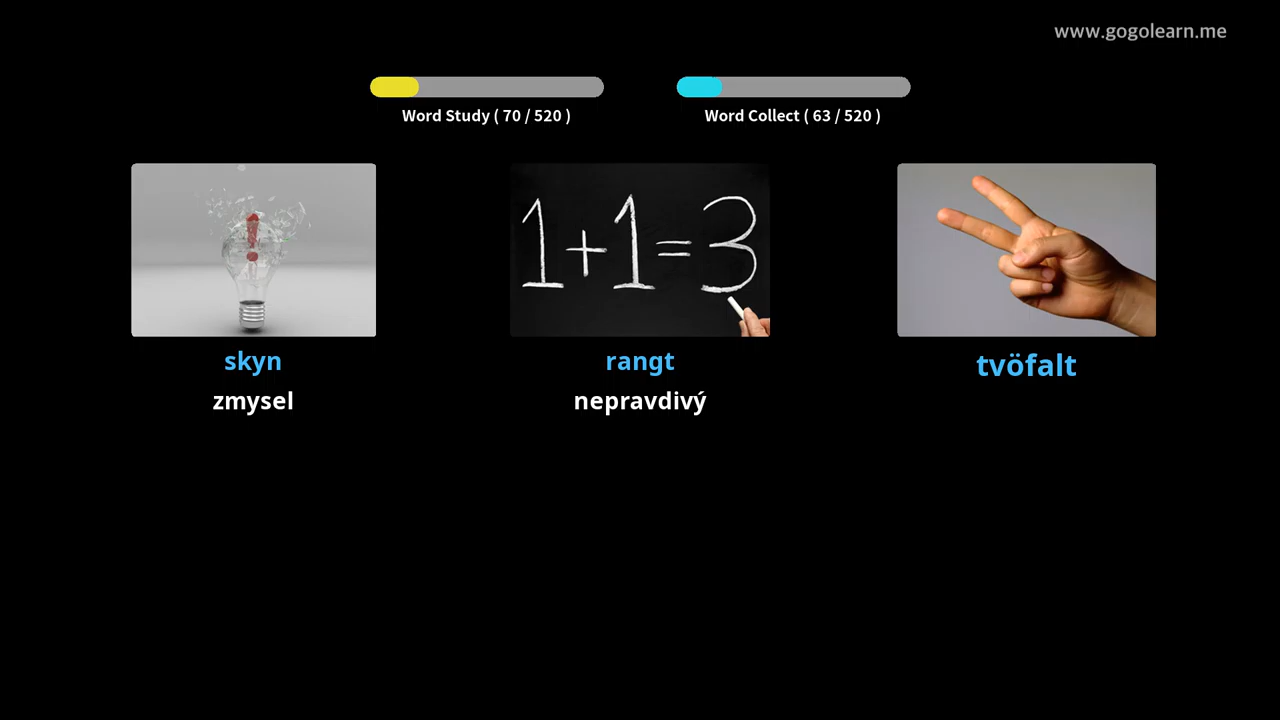 www.gogolearn.me
Word Study ( 70 / 520 )
Word Collect ( 63 / 520 )
1+1=3
skyn
rangt
tvöfalt
zmysel
nepravdivý